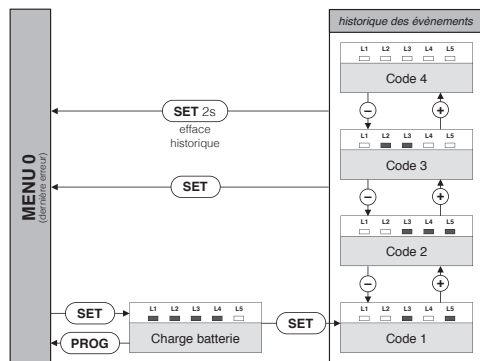 historique des évènements
L1 L2 L3 L4 L5
Code 4
− +
SET 2s
efface
historique
L1 L2 L3 L4 L5
Code 3
SET
− +
MENU 0
(dernière erreur)
L1 L2 L3 L4 L5
Code 2
− +
SET
L1 L2 L3 L4 L5
Charge batterie
PROG
SET
L1 L2 L3 L4 L5
Code 1